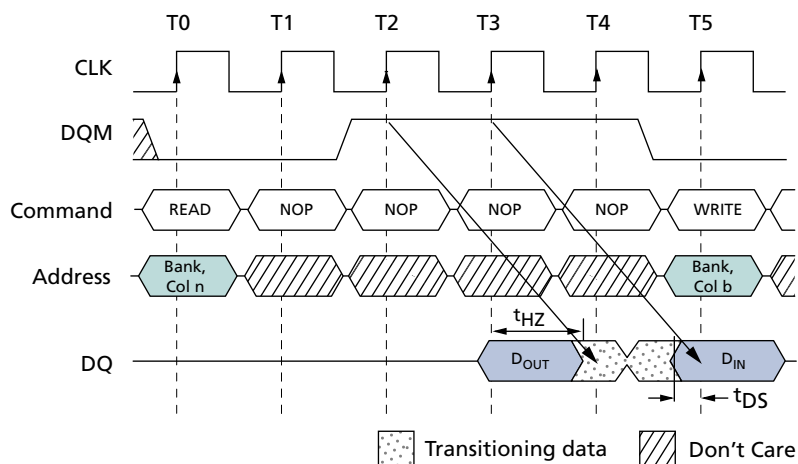 T0 T1 T2 T3 T4 T5
CLK
DQM
Command READ NOP NOP NOP NOP WRITE
Address Bank, Col n Bank, Col b
tHZ
DQ DOUT DIN
tDS
Transitioning data Don't Care